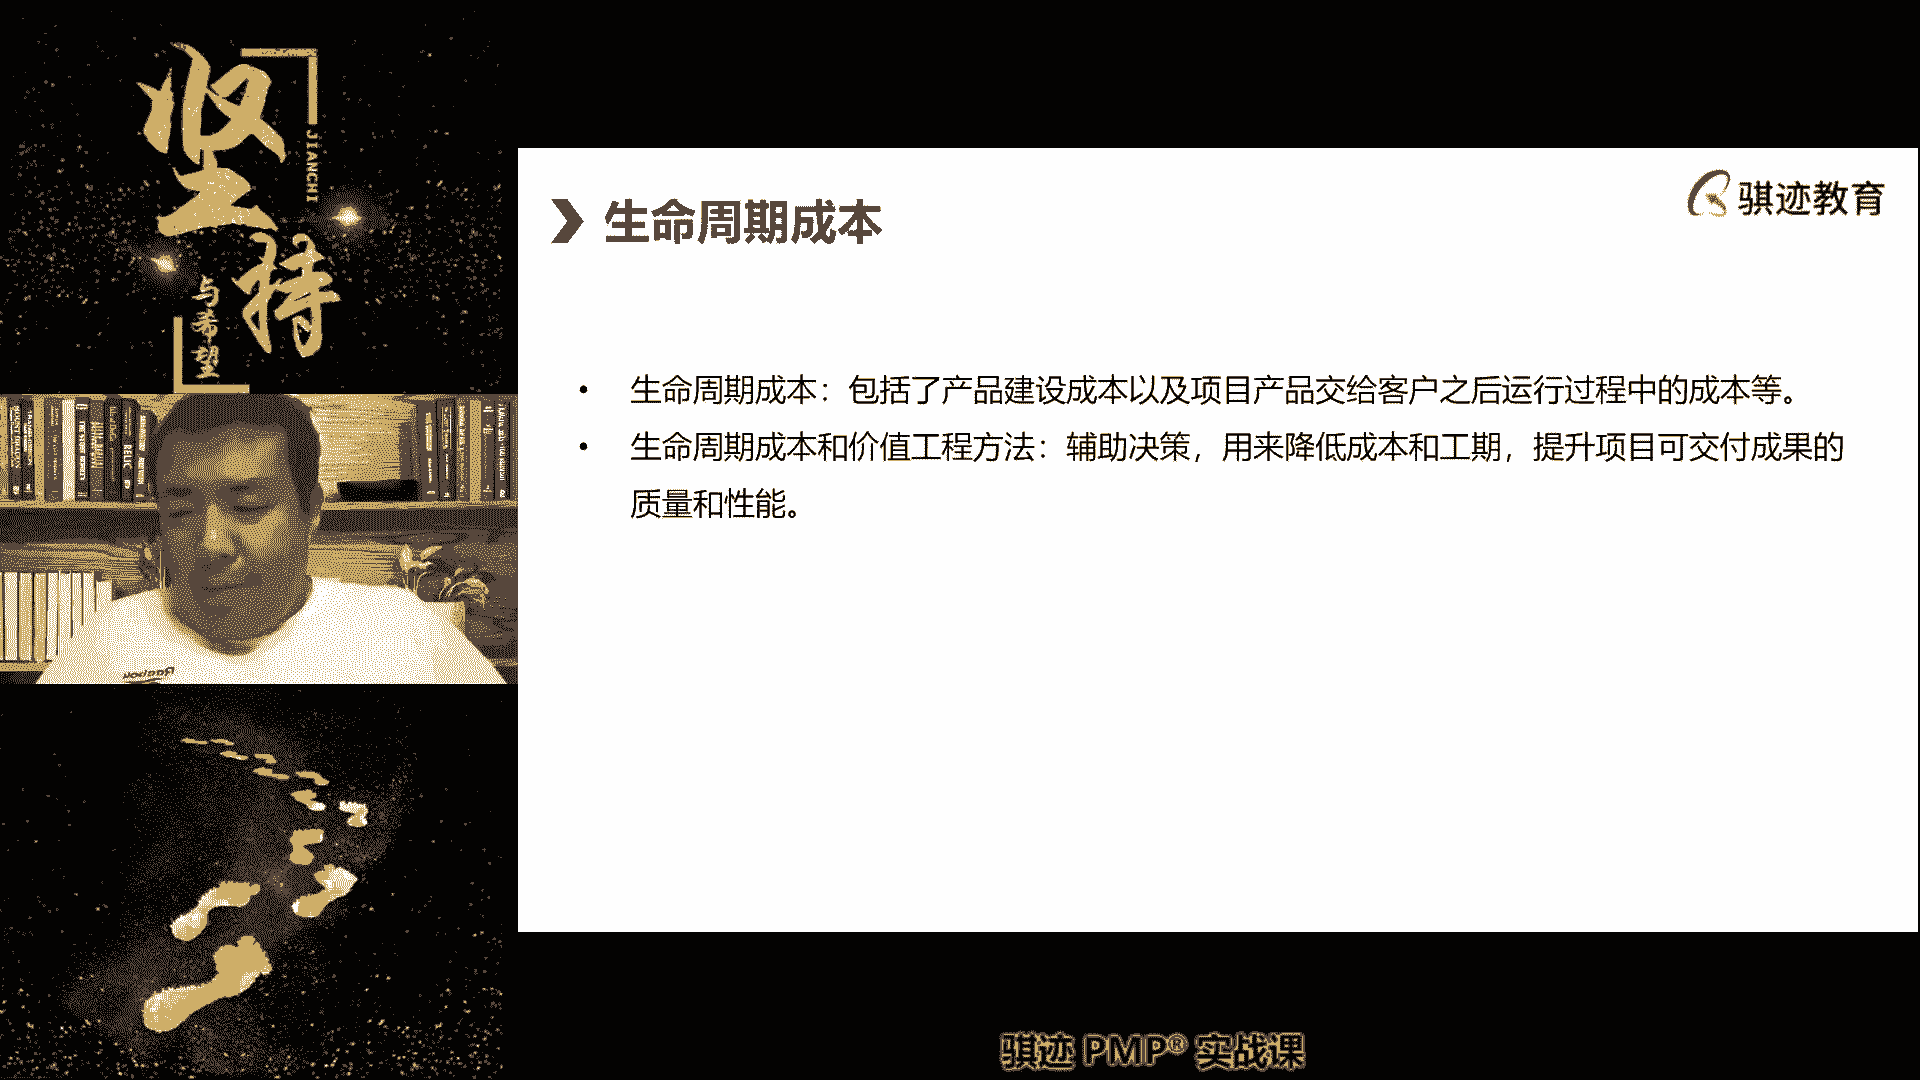 坚持
JIANCHI
与希望
骐迹教育
生命周期成本
• 生命周期成本：包括了产品建设成本以及项目产品交给客户之后运行过程中的成本等。
• 生命周期成本和价值工程方法：辅助决策，用来降低成本和工期，提升项目可交付成果的
质量和性能。
骐迹 PMP® 实战课